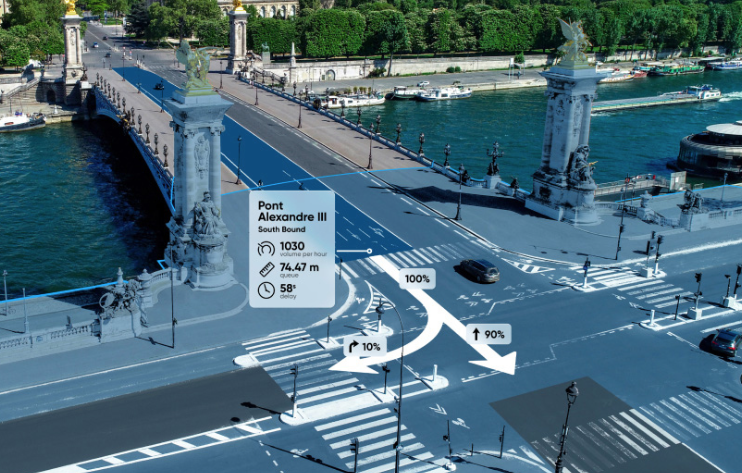 Pont
Alexandre III
South Bound
1030
volume per hour
74.47 m
queue
58s
delay
100%
90%
10%